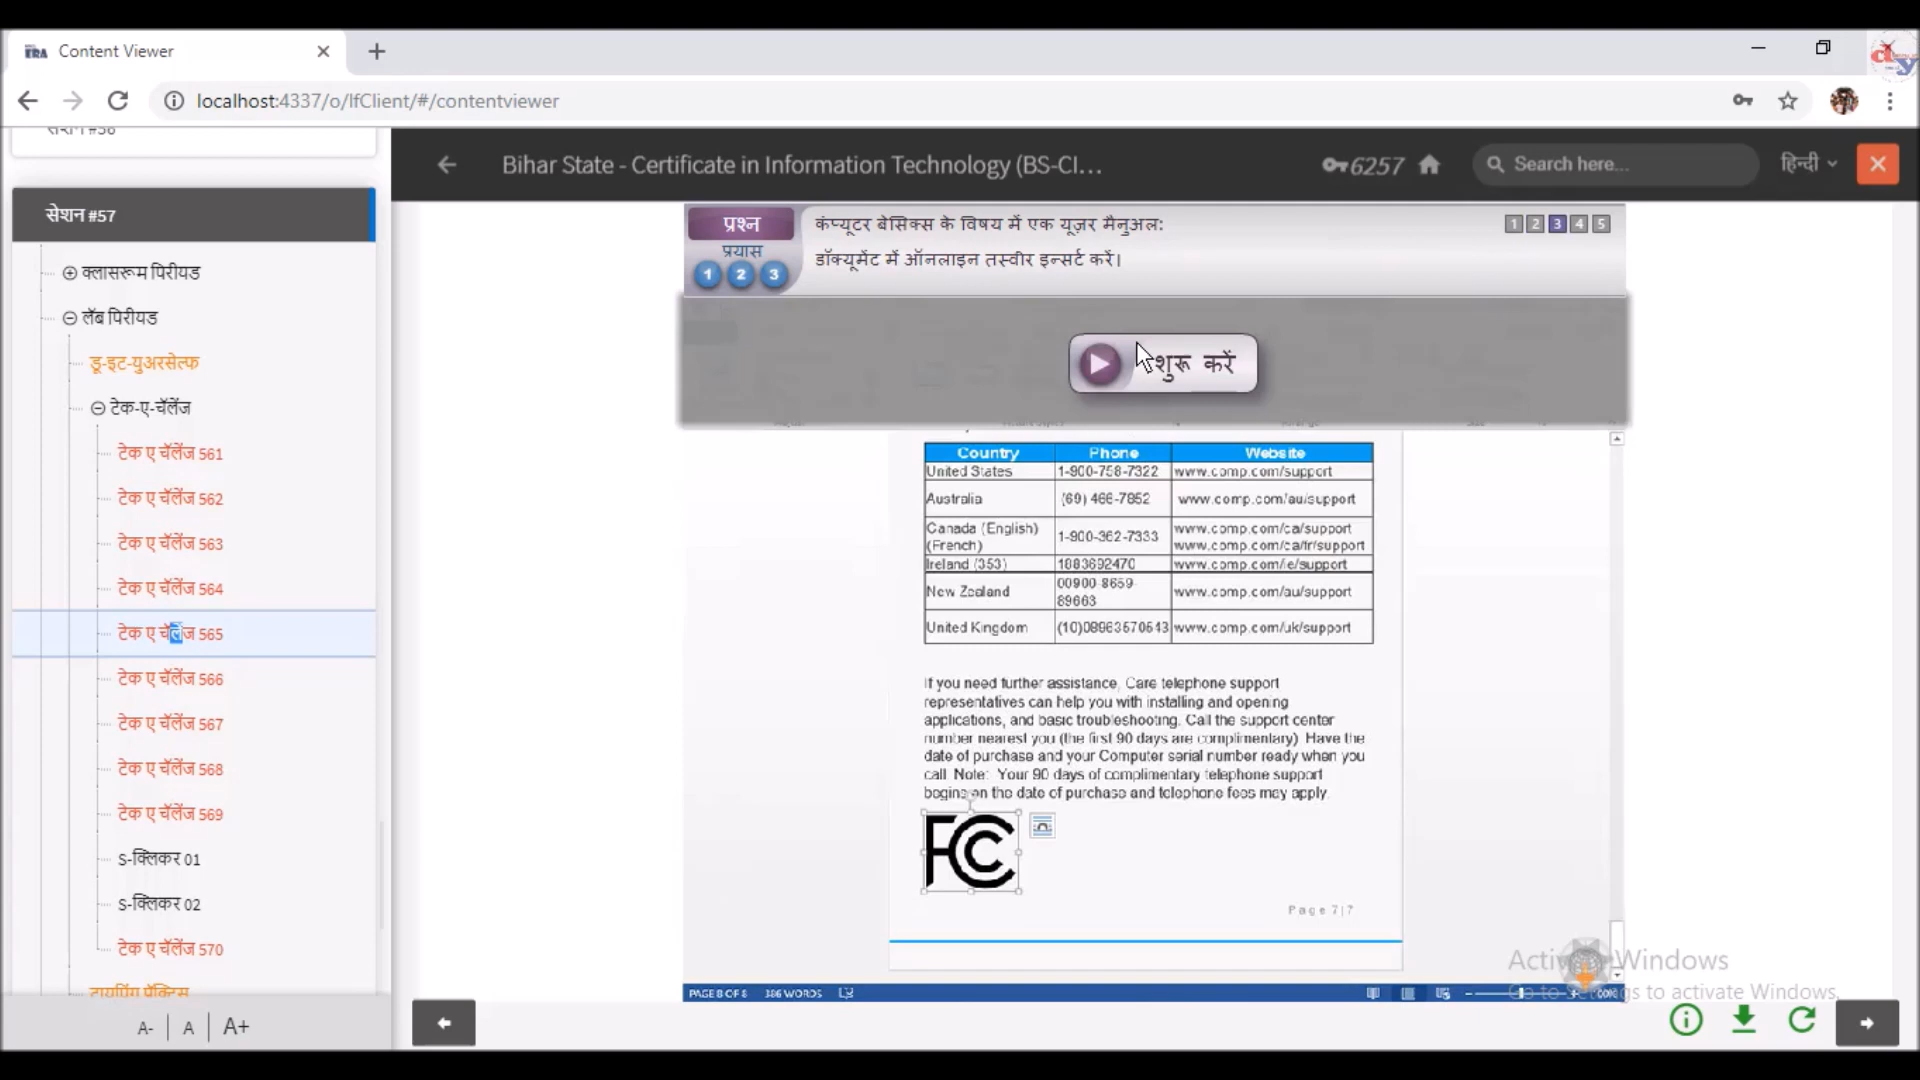 ERA Content Viewer
localhost:4337/o/lfClient/#/contentviewer
सेशन #58
Bihar State - Certificate in Information Technology (BS-CI...
6257
Search here...
हिन्दी
सेशन #57
क्लासरूम पिरीयड
लॅब पिरीयड
डू-इट-युअरसेल्फ
टेक-ए-चॅलेंज
टेक ए चॅलेंज 561
टेक ए चॅलेंज 562
टेक ए चॅलेंज 563
टेक ए चॅलेंज 564
टेक ए चॅलेंज 565
टेक ए चॅलेंज 566
टेक ए चॅलेंज 567
टेक ए चॅलेंज 568
टेक ए चॅलेंज 569
S-क्लिकर 01
S-क्लिकर 02
टेक ए चॅलेंज 570
टायपिंग प्रॅक्टिस
A- A A+
प्रश्न
प्रयास
1 2 3
कंप्यूटर बेसिक्स के विषय में एक यूज़र मैनुअल:
डॉक्यूमेंट में ऑनलाइन तस्वीर इन्सर्ट करें।
1 2 3 4 5
शुरू करें
Country Phone Website
United States 1-900-758-7322 www.comp.com/support
Australia (69) 466-7852 www.comp.com/au/support
Canada (English) (French) 1-900-362-7333 www.comp.com/ca/support www.comp.com/ca/fr/support
Ireland (353) 1883692470 www.comp.com/ie/support
New Zealand 00900-8659-89663 www.comp.com/au/support
United Kingdom (10)08963570543 www.comp.com/uk/support
If you need further assistance, Care telephone support
representatives can help you with installing and opening
applications, and basic troubleshooting. Call the support center
number nearest you (the first 90 days are complimentary). Have the
date of purchase and your Computer serial number ready when you
call. Note: Your 90 days of complimentary telephone support
begins on the date of purchase and telephone fees may apply.
FCC
Page 7|7
PAGE 8 OF 8 386 WORDS
Activate Windows
Go to Settings to activate Windows.